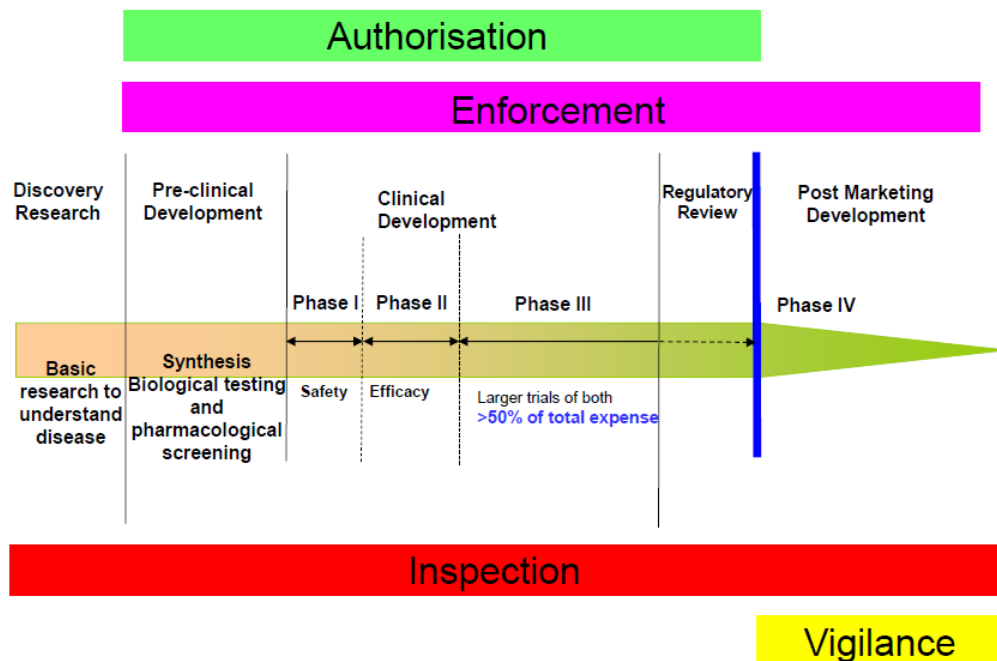 Authorisation
Enforcement
Discovery
Research
Pre-clinical
Development
Clinical
Development
Regulatory
Review
Post Marketing
Development
Phase I
Phase II
Phase III
Phase IV
Basic
research to
understand
disease
Synthesis
Biological testing
and
pharmacological
screening
Safety
Efficacy
Larger trials of both
>50% of total expense
Inspection
Vigilance